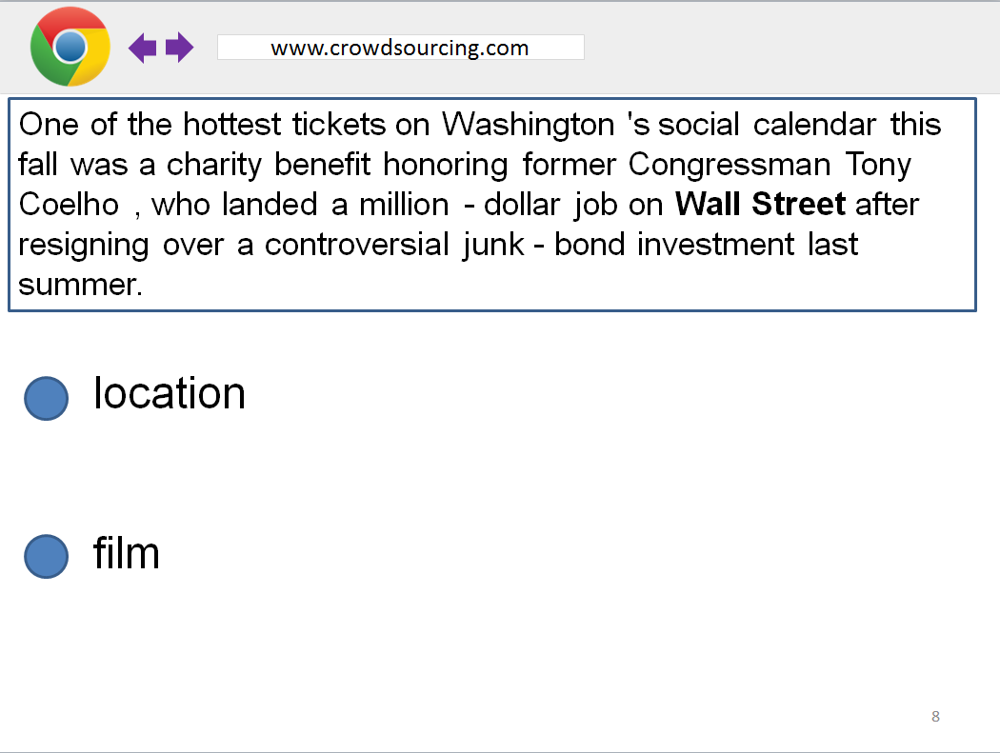 www.crowdsourcing.com
One of the hottest tickets on Washington 's social calendar this
fall was a charity benefit honoring former Congressman Tony
Coelho , who landed a million - dollar job on Wall Street after
resigning over a controversial junk - bond investment last
summer.
location
film
8